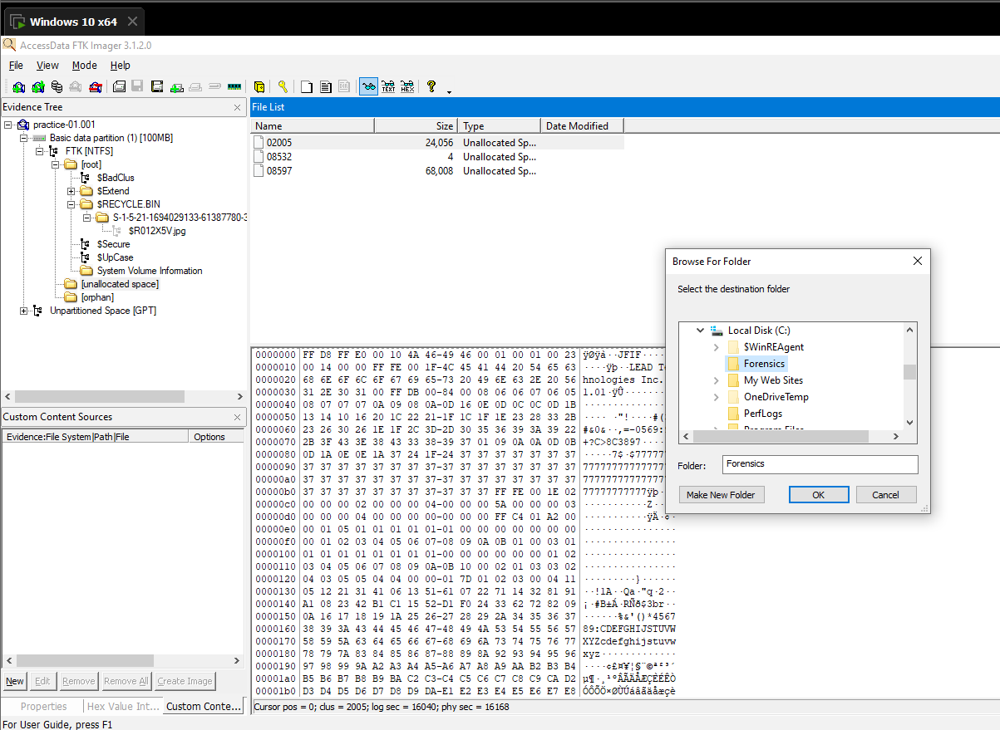 Windows 10 x64
AccessData FTK Imager 3.1.2.0
File View Mode Help
Evidence Tree
practice-01.001
Basic data partition (1) [100MB]
FTK [NTFS]
[root]
$BadClus
$Extend
$RECYCLE.BIN
S-1-5-21-1694029133-61387780-3
$R012X5V.jpg
$Secure
$UpCase
System Volume Information
[unallocated space]
[orphan]
Unpartitioned Space [GPT]
Custom Content Sources
Evidence:File System|Path|File Options
New Edit Remove Remove All Create Image
Properties Hex Value Int... Custom Conte...
For User Guide, press F1
File List
Name Size Type Date Modified
02005 24,056 Unallocated Sp...
08532 4 Unallocated Sp...
08597 68,008 Unallocated Sp...
0000000 FF D8 FF E0 00 10 4A 46-49 46 00 01 00 01 00 23 ÿØÿà··JFIF····
0000010 00 14 00 00 FF FE 00 1F-4C 45 41 44 20 54 65 63 ····ÿþ··LEAD T
0000020 68 6E 6F 6C 6F 67 69 65-73 20 49 6E 63 2E 20 56 hnologies Inc.
0000030 31 2E 30 31 00 FF DB 00-84 00 08 06 06 07 06 05 1.01·ÿÛ·······
0000040 08 07 07 07 0A 09 08 0A-0D 16 0E 0D 0C 0C 0D 1B
0000050 13 14 10 16 20 1C 22 21-1F 1C 1F 1E 23 28 33 2B ···· ·"!····#(
0000060 23 26 30 26 1E 1F 2C 3D-2D 30 35 36 39 3A 39 22 #&0&··,=-0569:
0000070 2B 3F 43 3E 38 43 33 38-39 37 01 09 0A 0A 0D 0B +?C>8C3897····
0000080 0D 1A 0E 0E 1A 37 24 1F-24 37 37 37 37 37 37 37 ·····7$·$77777
0000090 37 37 37 37 37 37 37 37-37 37 37 37 37 37 37 37 77777777777777
00000a0 37 37 37 37 37 37 37 37-37 37 37 37 37 37 37 37 77777777777777
00000b0 37 37 37 37 37 37 37 37-37 37 37 FF FE 00 1E 02 77777777777ÿþ·
00000c0 00 00 00 02 00 00 00 04-00 00 00 5A 00 00 00 03 ···········Z··
00000d0 00 00 00 04 00 00 00 00-00 00 00 FF C4 01 A2 00 ···········ÿÄ·¢·
00000e0 00 01 05 01 01 01 01 01-01 00 00 00 00 00 00 00 ················
00000f0 00 01 02 03 04 05 06 07-08 09 0A 0B 01 00 03 01 ················
0000100 01 01 01 01 01 01 01 01-00 00 00 00 00 00 01 02 ················
0000110 03 04 05 06 07 08 09 0A-0B 10 00 02 01 03 03 02 ················
0000120 04 03 05 05 04 04 00 00-01 7D 01 02 03 00 04 11 ·········}······
0000130 05 12 21 31 41 06 13 51-61 07 22 71 14 32 81 91 ··!1A··Qa·"q·2··
0000140 A1 08 23 42 B1 C1 15 52-D1 F0 24 33 62 72 82 09 ¡·#B±Á·RÑð$3br··
0000150 0A 16 17 18 19 1A 25 26-27 28 29 2A 34 35 36 37 ······%&'()*4567
0000160 38 39 3A 43 44 45 46 47-48 49 4A 53 54 55 56 57 89:CDEFGHIJSTUVW
0000170 58 59 5A 63 64 65 66 67-68 69 6A 73 74 75 76 77 XYZcdefghijstuvw
0000180 78 79 7A 83 84 85 86 87-88 89 8A 92 93 94 95 96 xyz·············
0000190 97 98 99 9A A2 A3 A4 A5-A6 A7 A8 A9 AA B2 B3 B4 ····¢£¤¥¦§¨©ª²³´
00001a0 B5 B6 B7 B8 B9 BA C2 C3-C4 C5 C6 C7 C8 C9 CA D2 µ¶·¸¹ºÂÃÄÅÆÇÈÉÊÒ
00001b0 D3 D4 D5 D6 D7 D8 D9 DA-E1 E2 E3 E4 E5 E6 E7 E8 ÓÔÕÖ×ØÙÚáâãäåæçè
Cursor pos = 0; clus = 2005; log sec = 16040; phy sec = 16168
Browse For Folder
Select the destination folder
Local Disk (C:)
$WinREAgent
Forensics
My Web Sites
OneDriveTemp
PerfLogs
Program Files
Folder: Forensics
Make New Folder OK Cancel